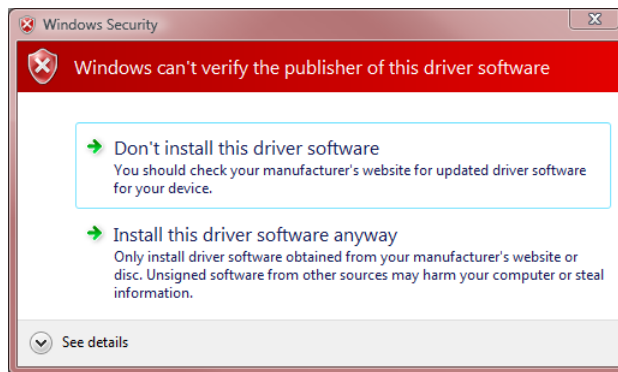 Windows Security
Windows can't verify the publisher of this driver software
Don't install this driver software
You should check your manufacturer's website for updated driver software
for your device.
Install this driver software anyway
Only install driver software obtained from your manufacturer's website or
disc. Unsigned software from other sources may harm your computer or steal
information.
See details